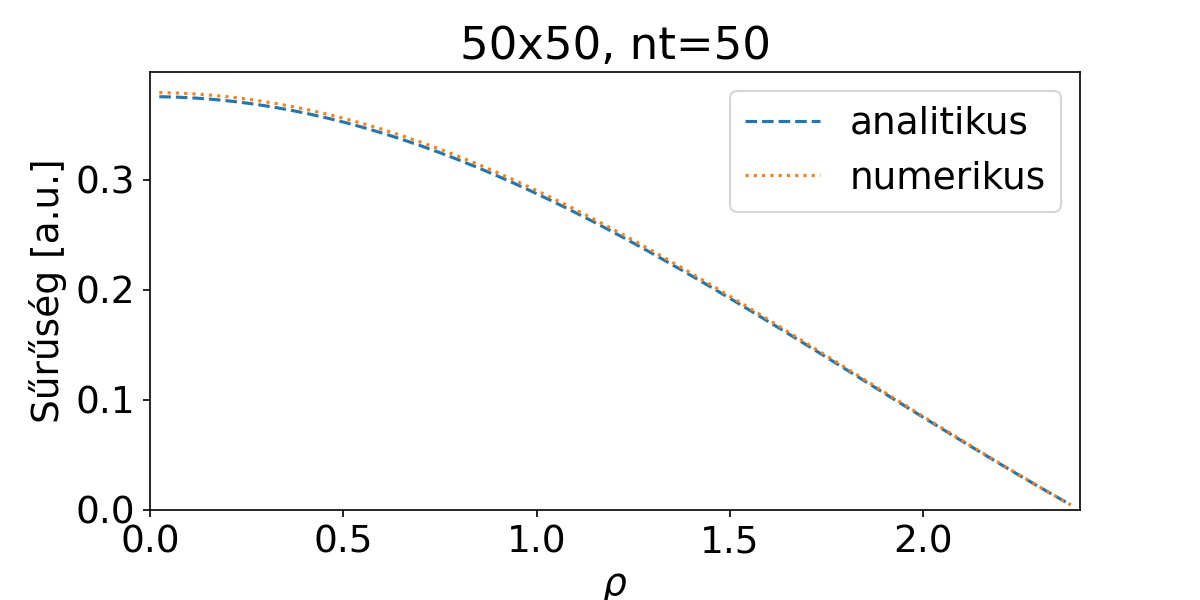 50x50, nt=50
analitikus
numerikus
Sűrűség [a.u.]
0.3
0.2
0.1
0.0
0.0 0.5 1.0 1.5 2.0
ρ